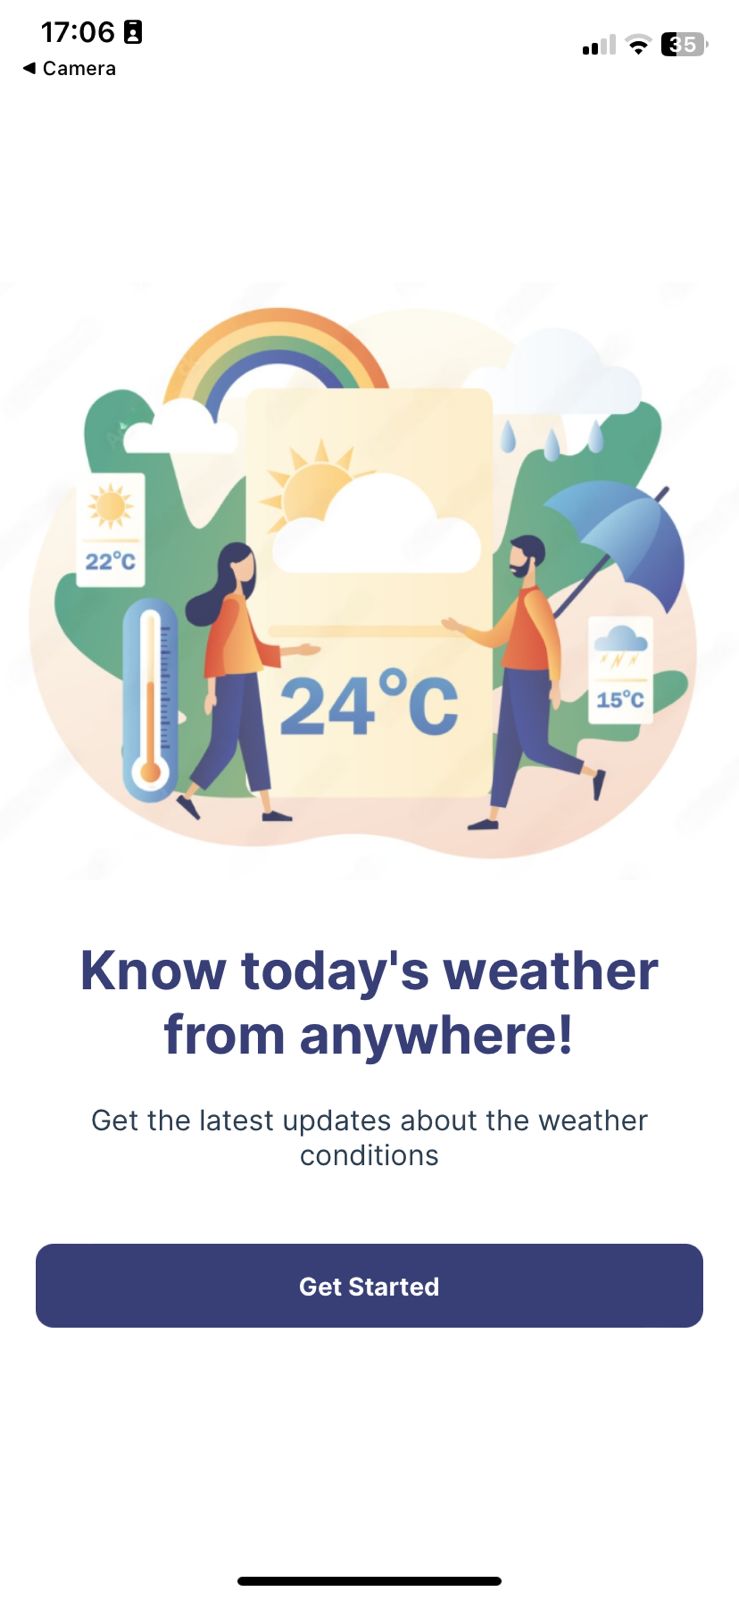 17:06
35
◀ Camera
22°C
24°C
15°C
Know today's weather
from anywhere!
Get the latest updates about the weather
conditions
Get Started